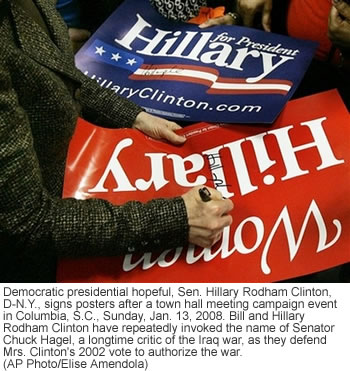 Hillary
for President
HillaryClinton.com
Hillary
Democratic presidential hopeful, Sen. Hillary Rodham Clinton,
D-N.Y., signs posters after a town hall meeting campaign event
in Columbia, S.C., Sunday, Jan. 13, 2008. Bill and Hillary
Rodham Clinton have repeatedly invoked the name of Senator
Chuck Hagel, a longtime critic of the Iraq war, as they defend
Mrs. Clinton's 2002 vote to authorize the war.
(AP Photo/Elise Amendola)